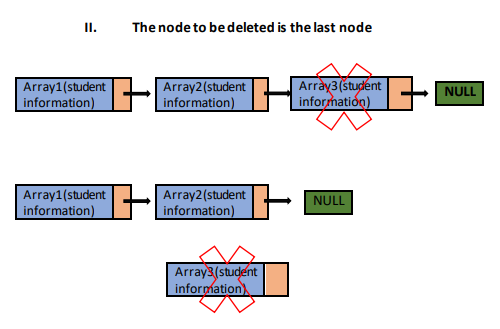 II. The node to be deleted is the last node
Array1(student
information)
Array2(student
information)
Array3(student
information)
NULL
Array1(student
information)
Array2(student
information)
NULL
Array3(student
information)